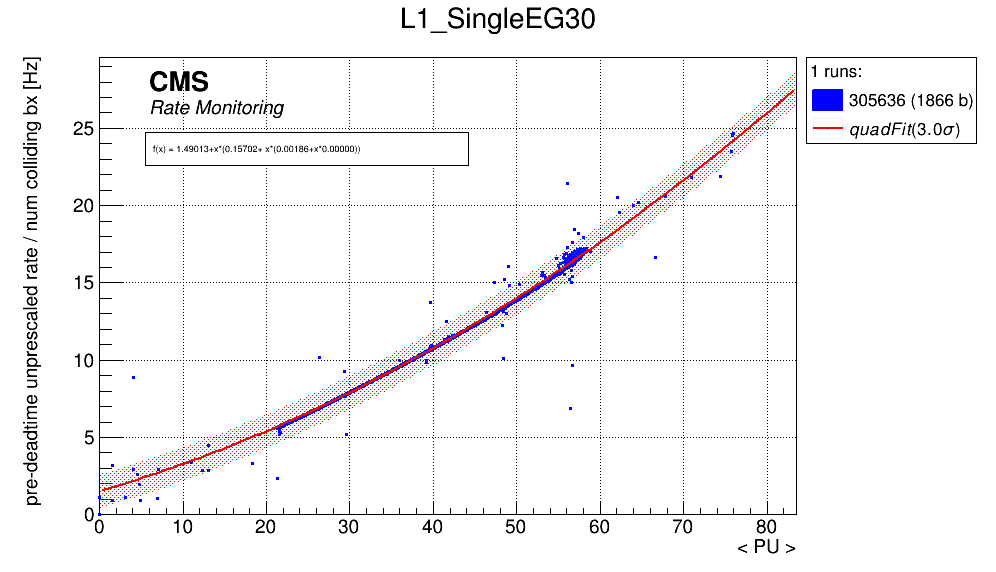 L1_SingleEG30
pre-deadtime unprescaled rate / num colliding bx [Hz]
CMS
Rate Monitoring
f(x) = 1.49013+x*(0.15702+ x*(0.00186+x*0.00000))
1 runs:
305636 (1866 b)
quadFit(3.0σ)
25
20
15
10
5
0
0 10 20 30 40 50 60 70 80
< PU >